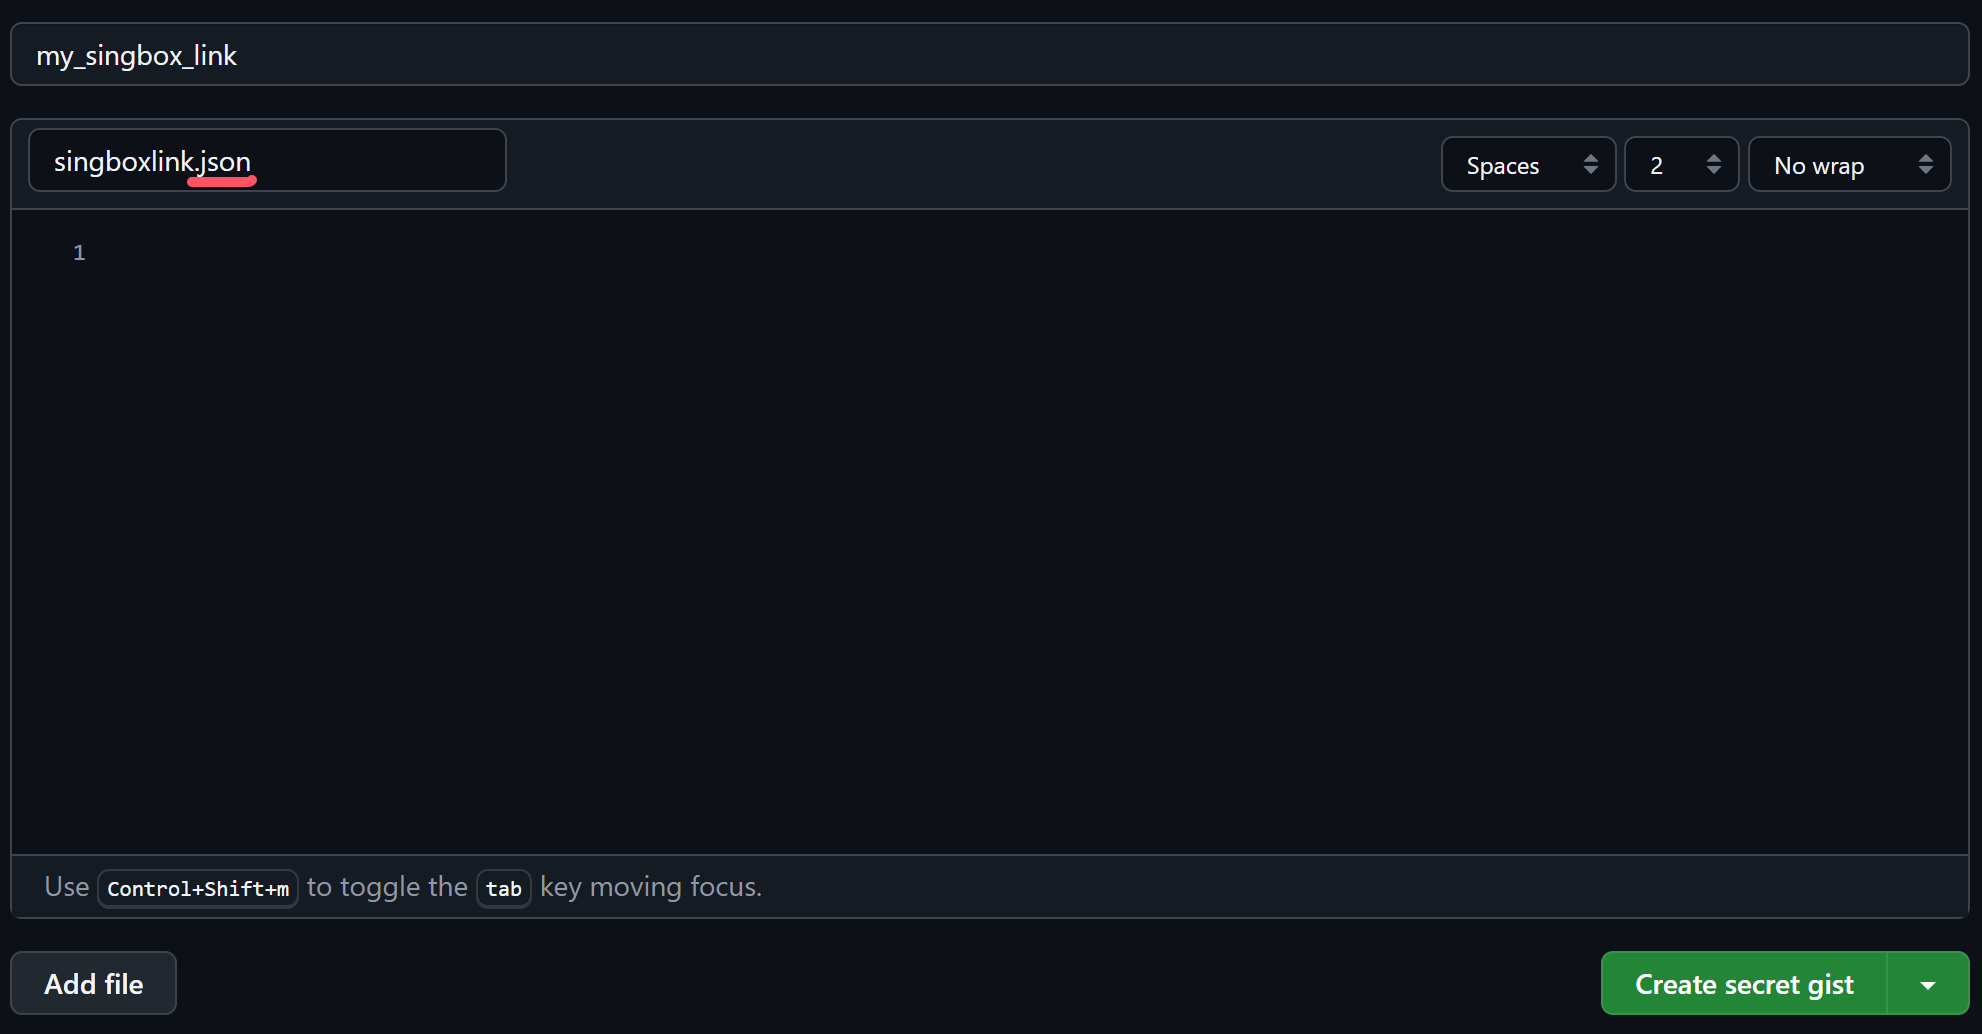 my_singbox_link
singboxlink.json
Spaces 2 No wrap
1
Use Control+Shift+m to toggle the tab key moving focus.
Add file Create secret gist